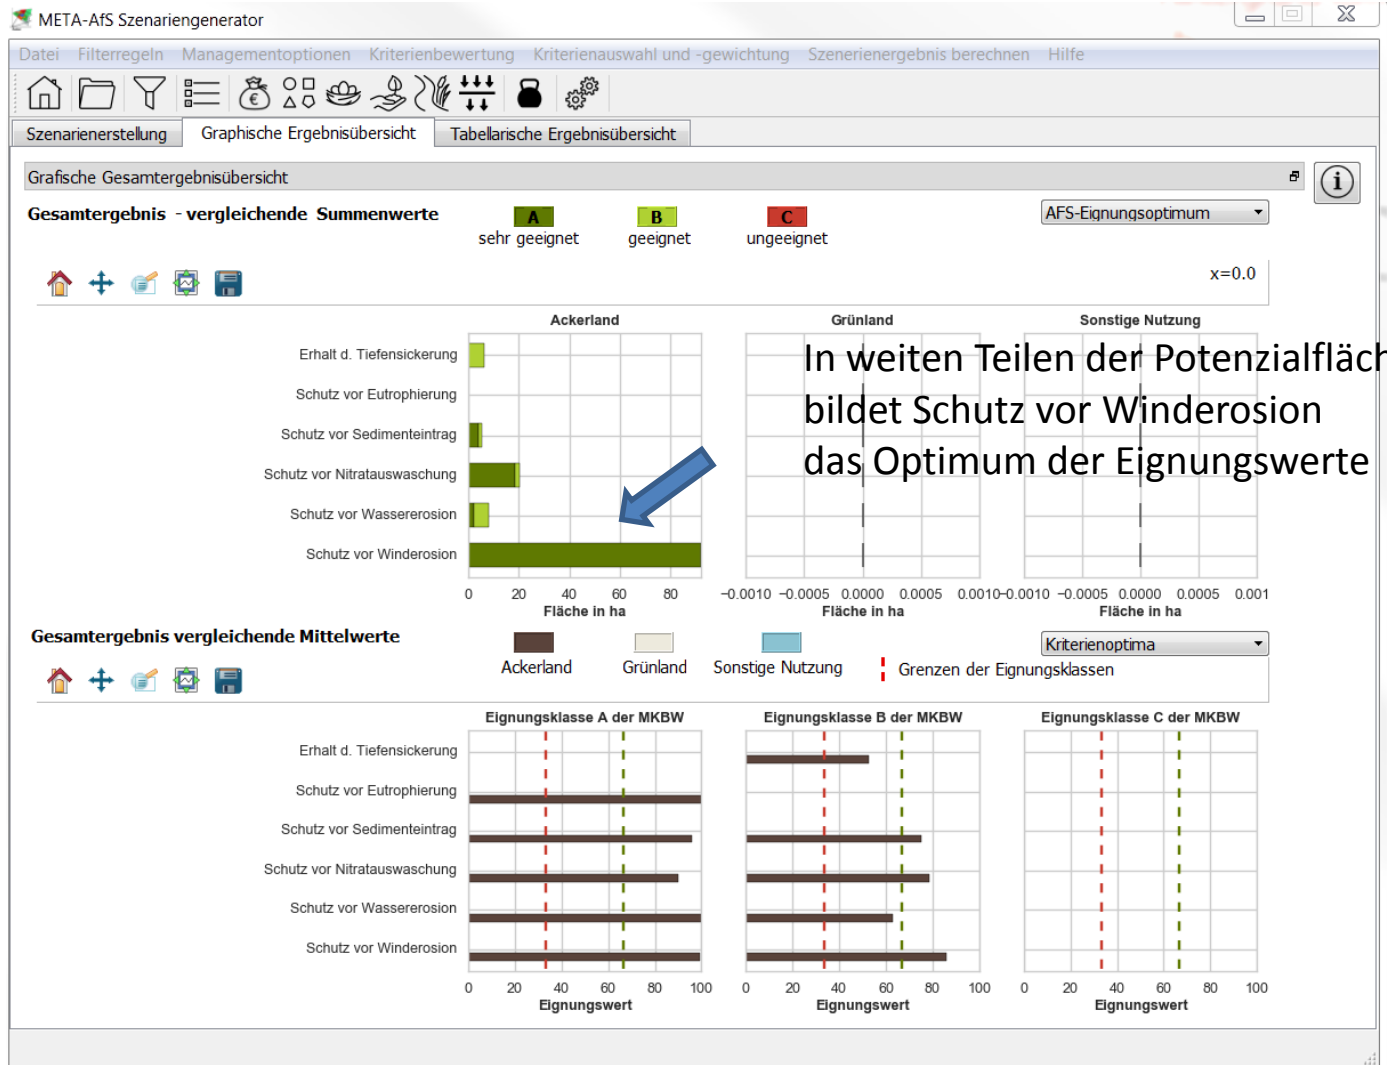 META-AfS Szenariengenerator
Datei Filterregeln Managementoptionen Kriterienbewertung Kriterienauswahl und -gewichtung Szenerienergebnis berechnen Hilfe
Szenarienerstellung Graphische Ergebnisübersicht Tabellarische Ergebnisübersicht
Grafische Gesamtergebnisübersicht
Gesamtergebnis - vergleichende Summenwerte
A B C
sehr geeignet geeignet ungeeignet
AFS-Eignungsoptimum
x=0.0
Ackerland Grünland Sonstige Nutzung
Erhalt d. Tiefensickerung
Schutz vor Eutrophierung
Schutz vor Sedimenteintrag
Schutz vor Nitratauswaschung
Schutz vor Wassererosion
Schutz vor Winderosion
In weiten Teilen der Potenzialfläch
bildet Schutz vor Winderosion
das Optimum der Eignungswerte
0 20 40 60 80 −0.0010 −0.0005 0.0000 0.0005 0.0010 −0.0010 −0.0005 0.0000 0.0005 0.001
Fläche in ha Fläche in ha Fläche in ha
Gesamtergebnis vergleichende Mittelwerte
Ackerland Grünland Sonstige Nutzung Grenzen der Eignungsklassen
Kriterienoptima
Eignungsklasse A der MKBW Eignungsklasse B der MKBW Eignungsklasse C der MKBW
Erhalt d. Tiefensickerung
Schutz vor Eutrophierung
Schutz vor Sedimenteintrag
Schutz vor Nitratauswaschung
Schutz vor Wassererosion
Schutz vor Winderosion
0 20 40 60 80 100 0 20 40 60 80 100 0 20 40 60 80 100
Eignungswert Eignungswert Eignungswert